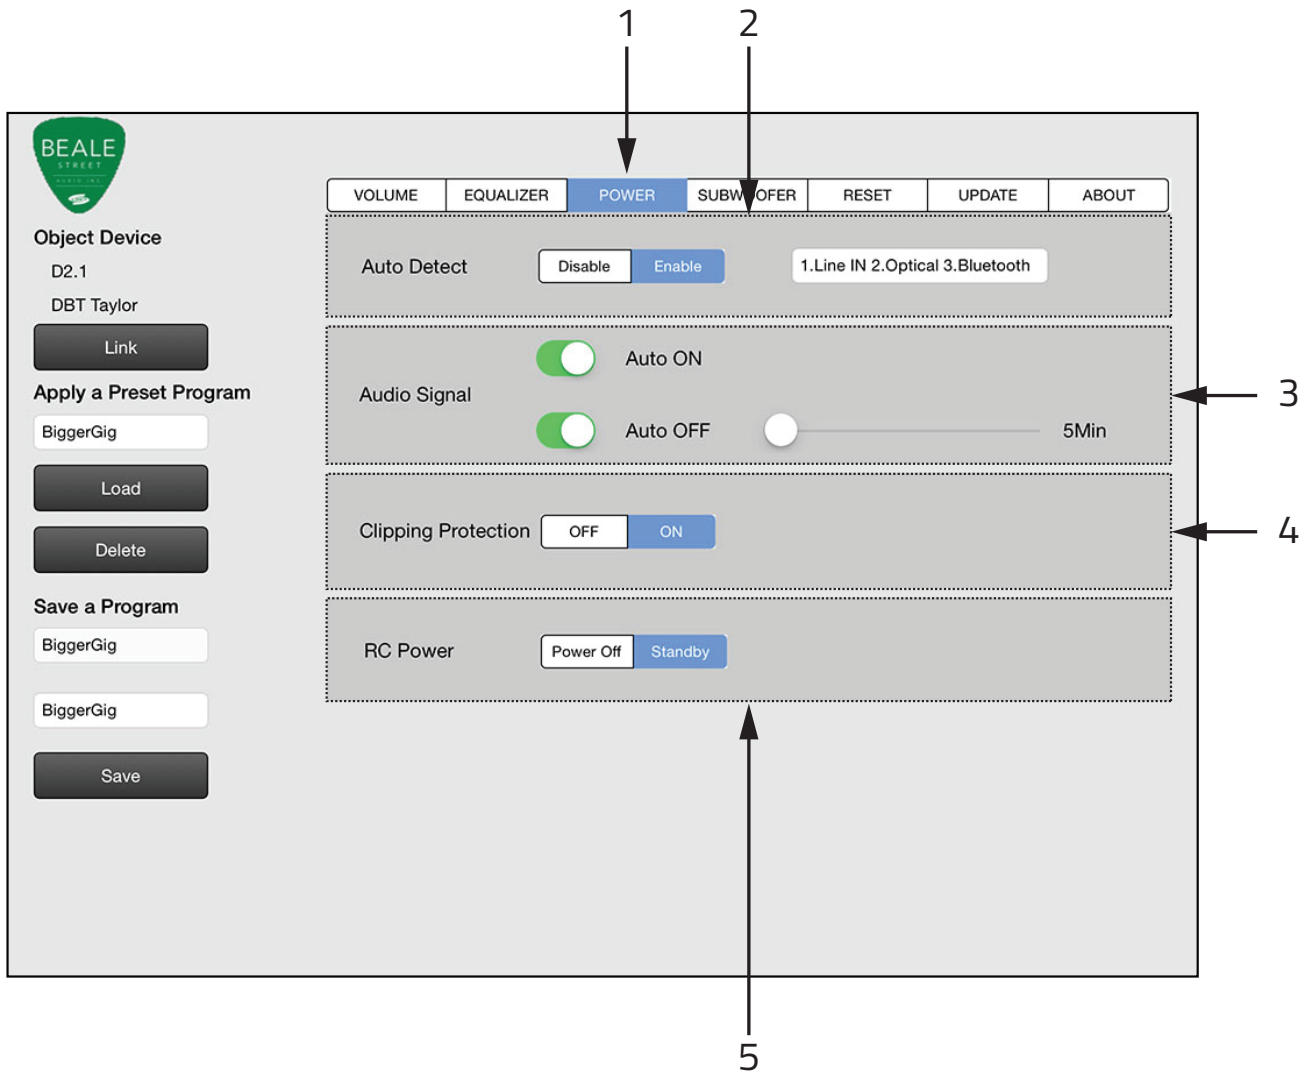 1
2
BEALE
STREET
AUDIO INC.
VOLUME
EQUALIZER
POWER
SUBWOOFER
RESET
UPDATE
ABOUT
Object Device
D2.1
DBT Taylor
Link
Apply a Preset Program
BiggerGig
Load
Delete
Save a Program
BiggerGig
BiggerGig
Save
Auto Detect
Disable
Enable
1.Line IN 2.Optical 3.Bluetooth
Audio Signal
Auto ON
Auto OFF
5Min
3
Clipping Protection
OFF
ON
4
RC Power
Power Off
Standby
5